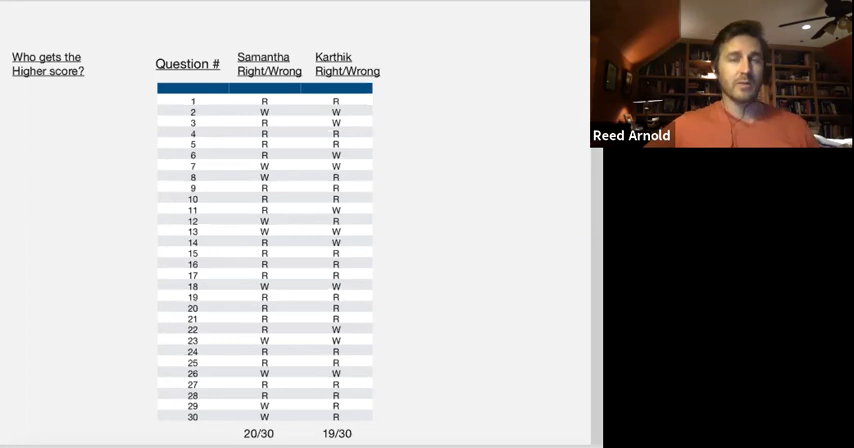 Who gets the
Higher score?
Question #
Samantha
Right/Wrong
Karthik
Right/Wrong
1 R R
2 W W
3 R W
4 R R
5 R R
6 R W
7 W W
8 W R
9 R R
10 R R
11 R W
12 W R
13 W W
14 R W
15 R R
16 R R
17 R R
18 W W
19 R R
20 R R
21 R R
22 R W
23 W W
24 R R
25 R R
26 W W
27 R R
28 R R
29 W R
30 W R
20/30 19/30
Reed Arnold